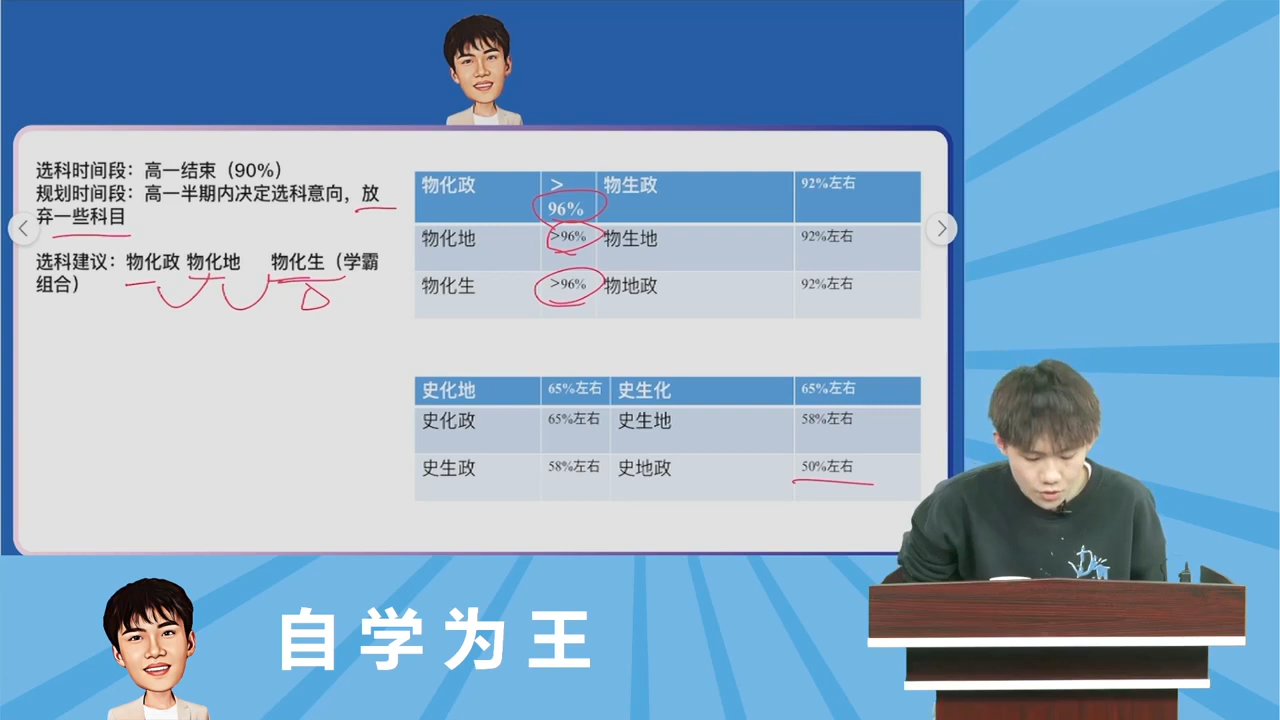 选科时间段：高一结束（90%）
规划时间段：高一半期内决定选科意向，放
弃一些科目
选科建议：物化政 物化地 物化生（学霸
组合）
物化政 > 96% 物生政 92%左右
物化地 >96% 物生地 92%左右
物化生 >96% 物地政 92%左右
史化地 65%左右 史生化 65%左右
史化政 65%左右 史生地 58%左右
史生政 58%左右 史地政 50%左右
自学为王